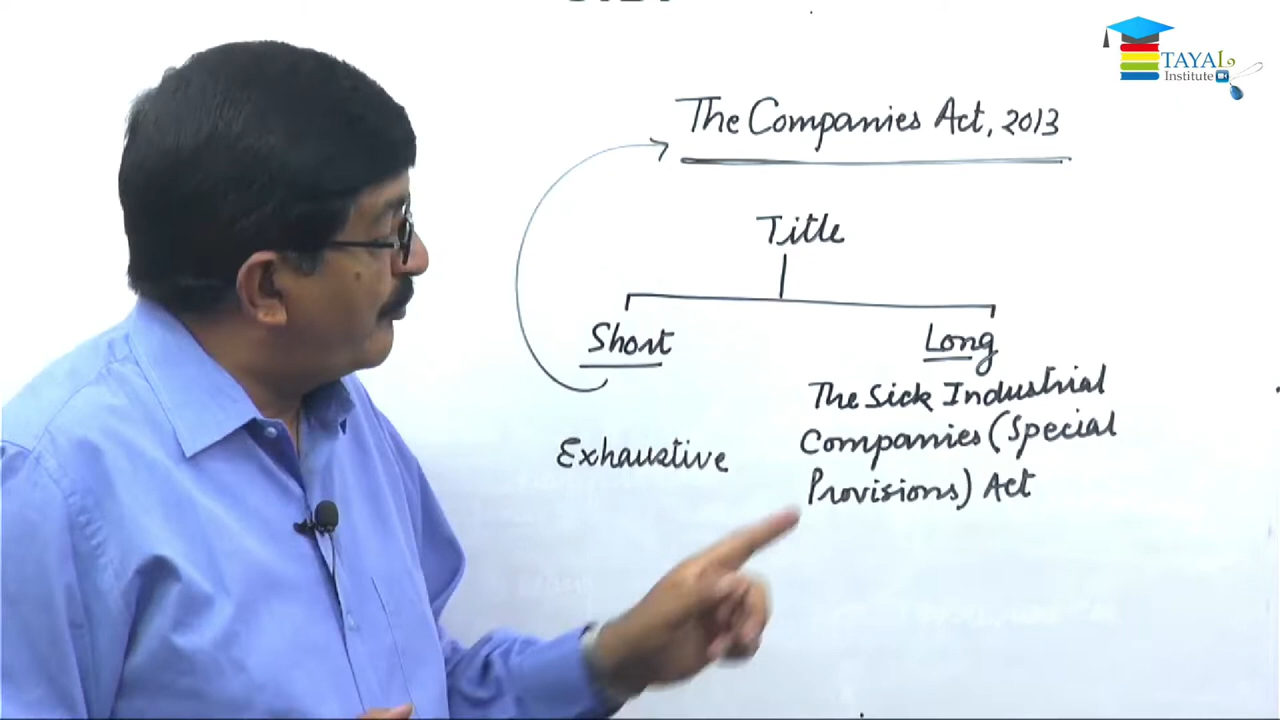 TAYAL
Institute
The Companies Act, 2013
Title
Short
Long
The Sick Industrial
Companies (Special
Provisions) Act
Exhaustive